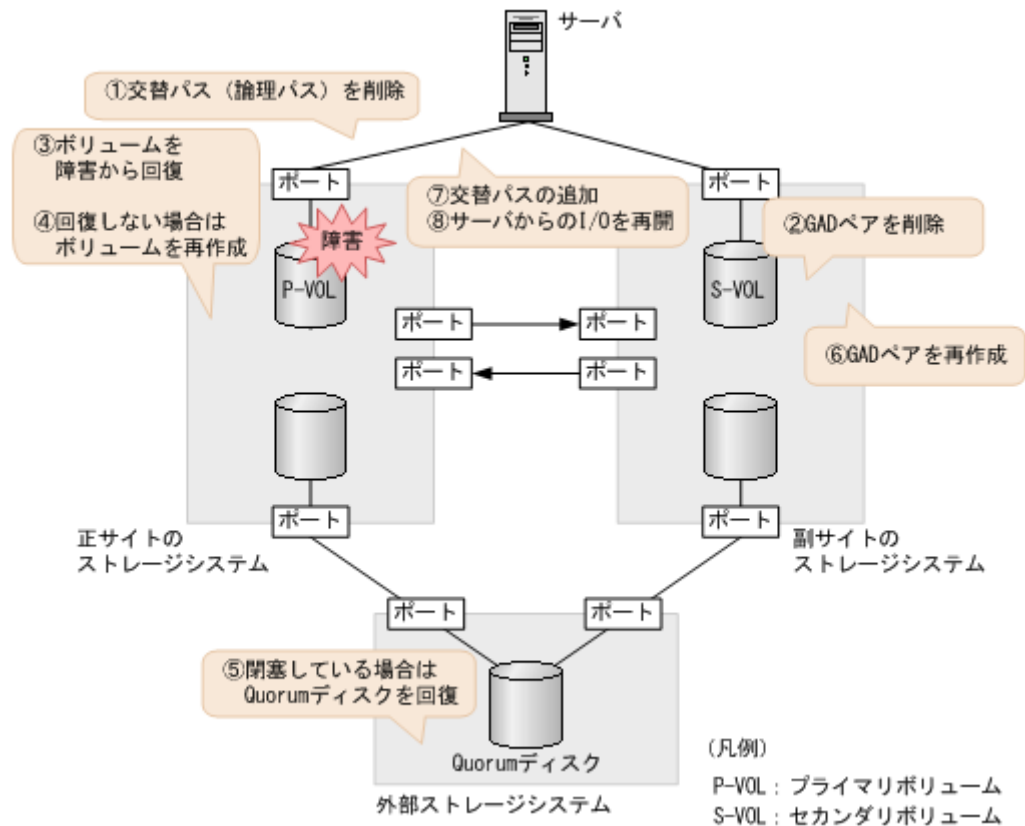 サーバ
①交替パス（論理パス）を削除
③ボリュームを
障害から回復
④回復しない場合は
ボリュームを再作成
ポート
⑦交替パスの追加
⑧サーバからのI/Oを再開
ポート
②GADペアを削除
障害
P-VOL
S-VOL
ポート
ポート
ポート
ポート
⑥GADペアを再作成
ポート
ポート
正サイトの
ストレージシステム
副サイトの
ストレージシステム
ポート
ポート
⑤閉塞している場合は
Quorumディスクを回復
Quorumディスク
外部ストレージシステム
(凡例)
P-VOL：プライマリボリューム
S-VOL：セカンダリボリューム